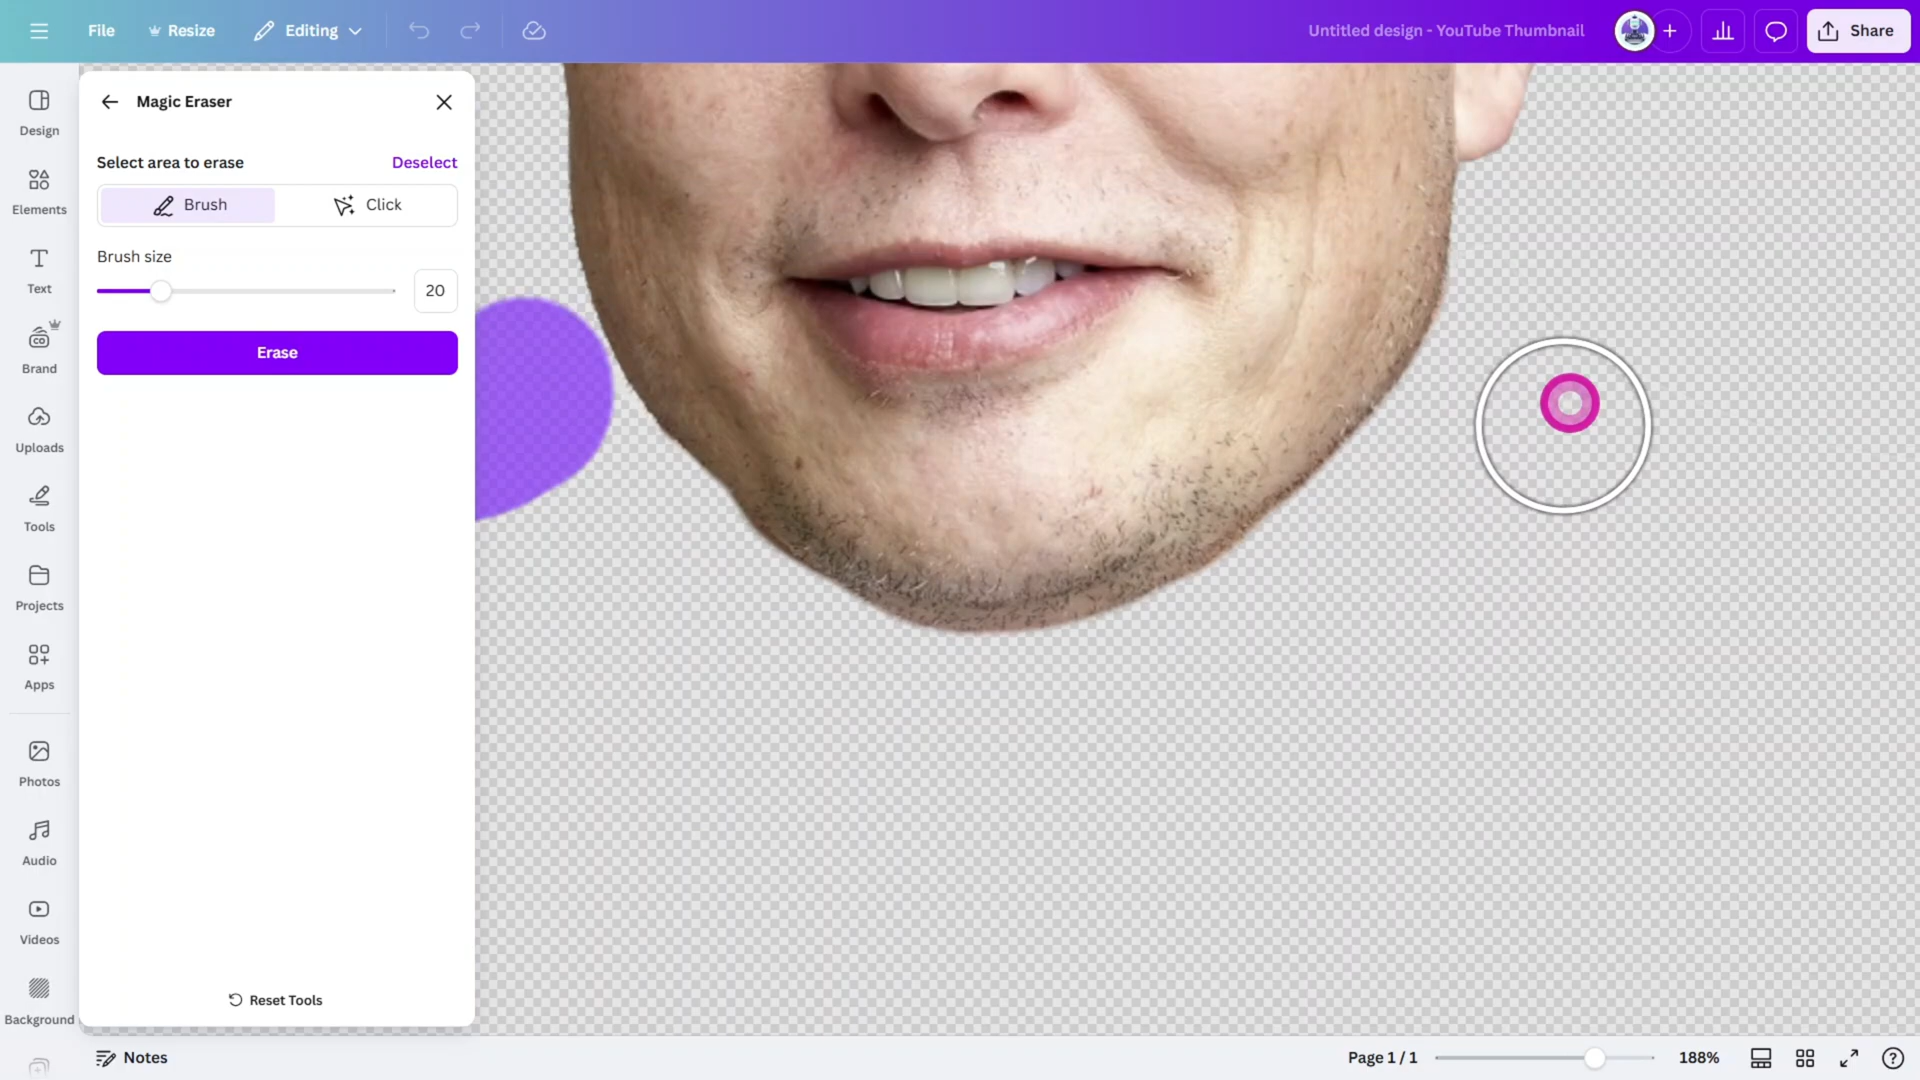 File
Resize
Editing
Untitled design - YouTube Thumbnail
Share
Design
Elements
Text
Brand
Uploads
Tools
Projects
Apps
Photos
Audio
Videos
Background
Magic Eraser
Select area to erase
Deselect
Brush
Click
Brush size
20
Erase
Reset Tools
Notes
Page 1 / 1
188%